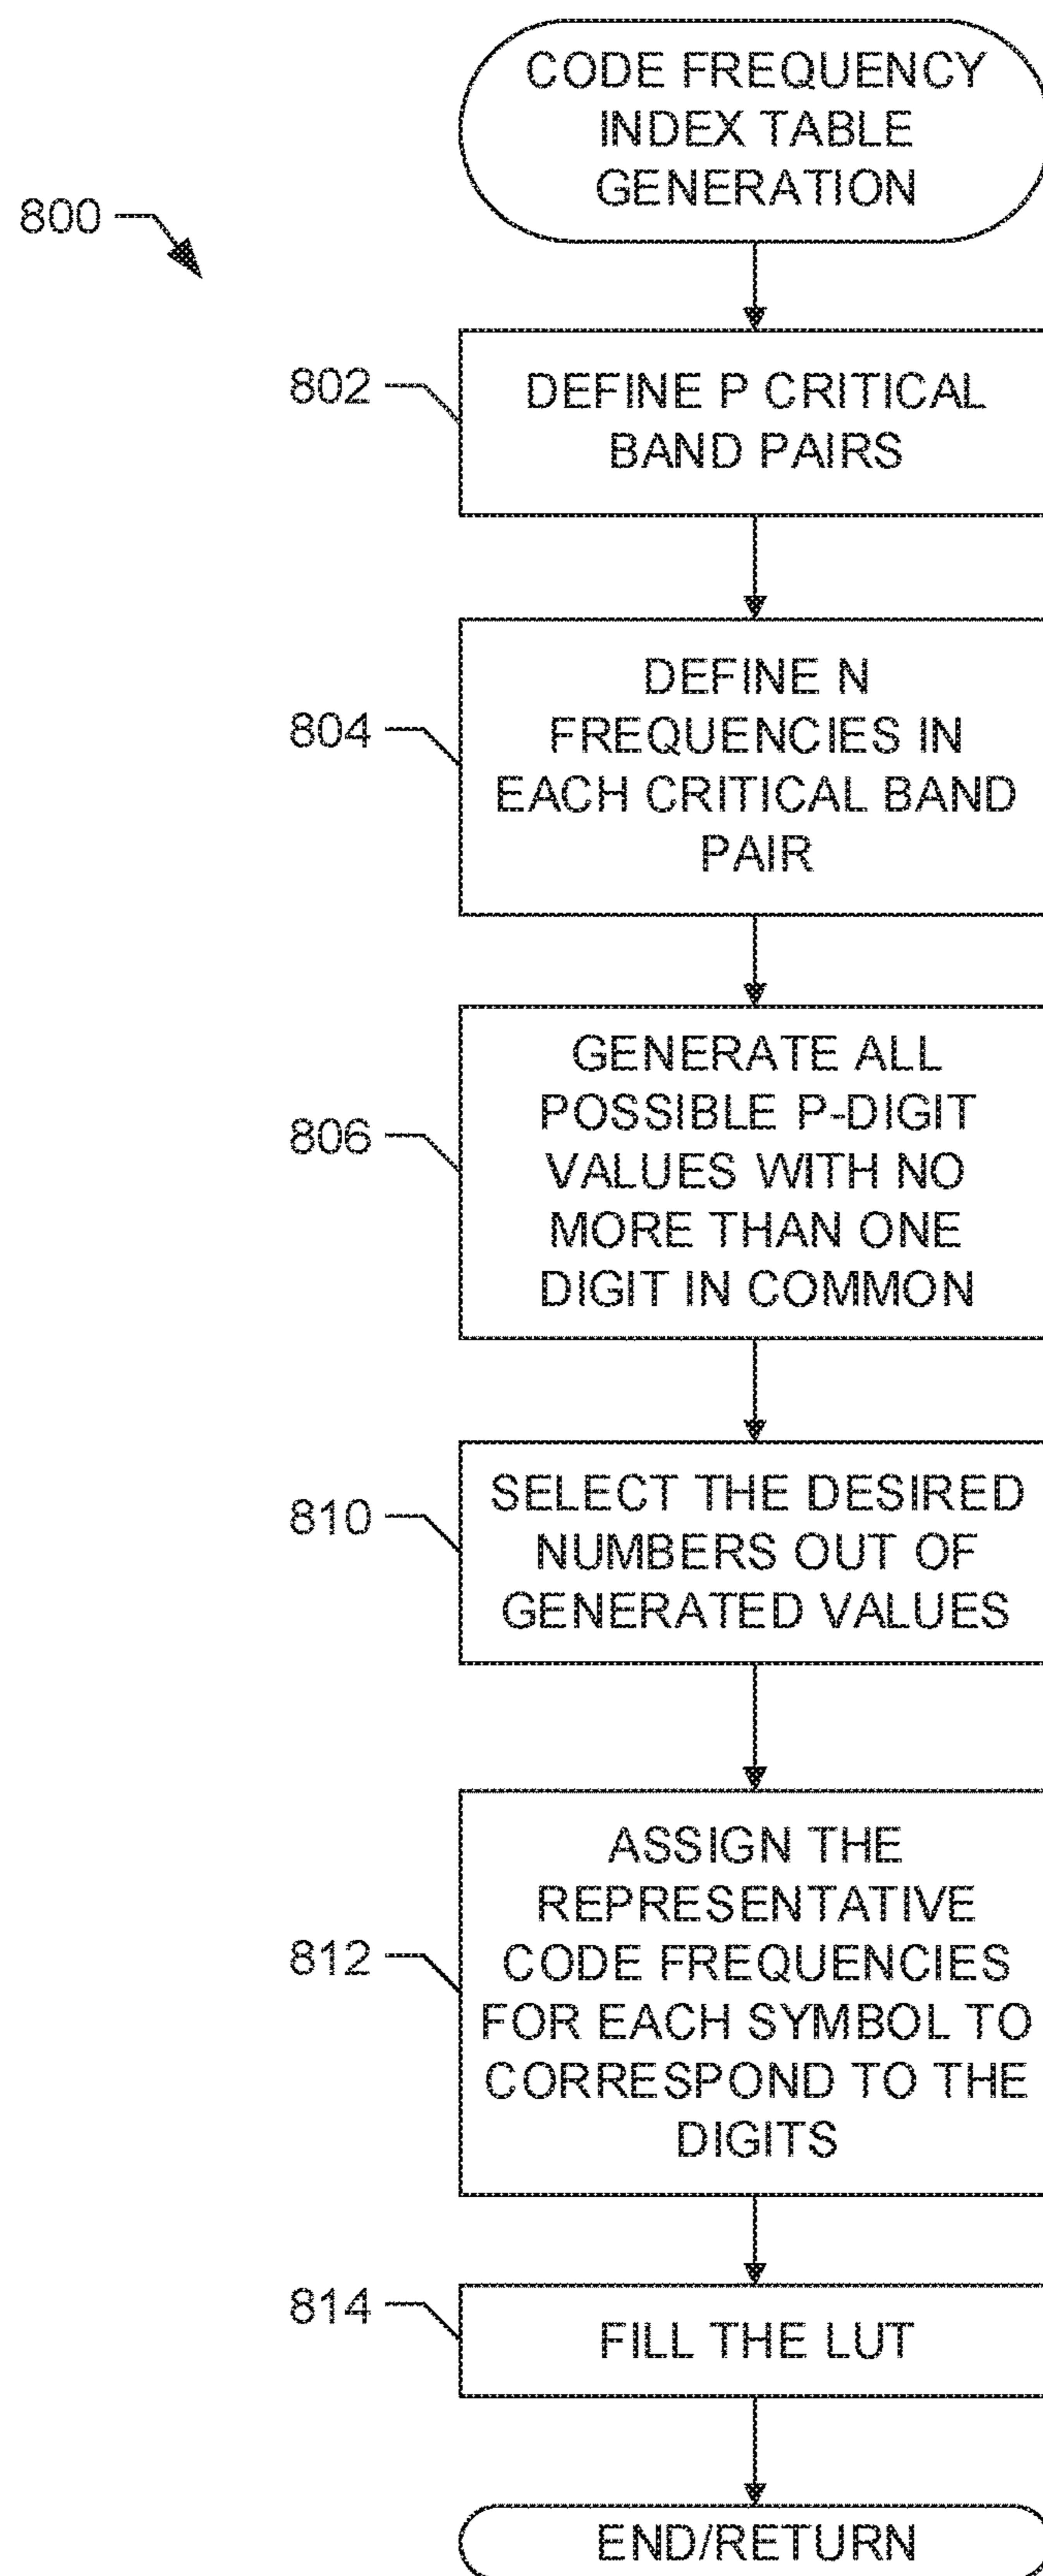 CODE FREQUENCY
INDEX TABLE
GENERATION
800
802
DEFINE P CRITICAL
BAND PAIRS
804
DEFINE N
FREQUENCIES IN
EACH CRITICAL BAND
PAIR
806
GENERATE ALL
POSSIBLE P-DIGIT
VALUES WITH NO
MORE THAN ONE
DIGIT IN COMMON
810
SELECT THE DESIRED
NUMBERS OUT OF
GENERATED VALUES
812
ASSIGN THE
REPRESENTATIVE
CODE FREQUENCIES
FOR EACH SYMBOL TO
CORRESPOND TO THE
DIGITS
814
FILL THE LUT
END/RETURN